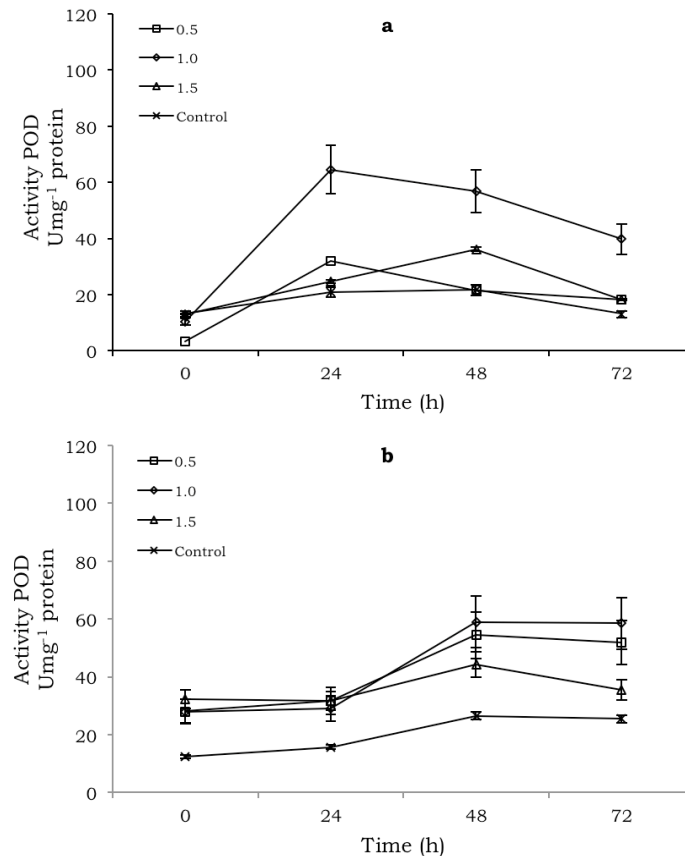 a
120
100
80
60
40
20
0
0.5
1.0
1.5
Control
Activity POD
Umg⁻¹ protein
0 24 48 72
Time (h)
b
120
100
80
60
40
20
0
0.5
1.0
1.5
Control
Activity POD
Umg⁻¹ protein
0 24 48 72
Time (h)